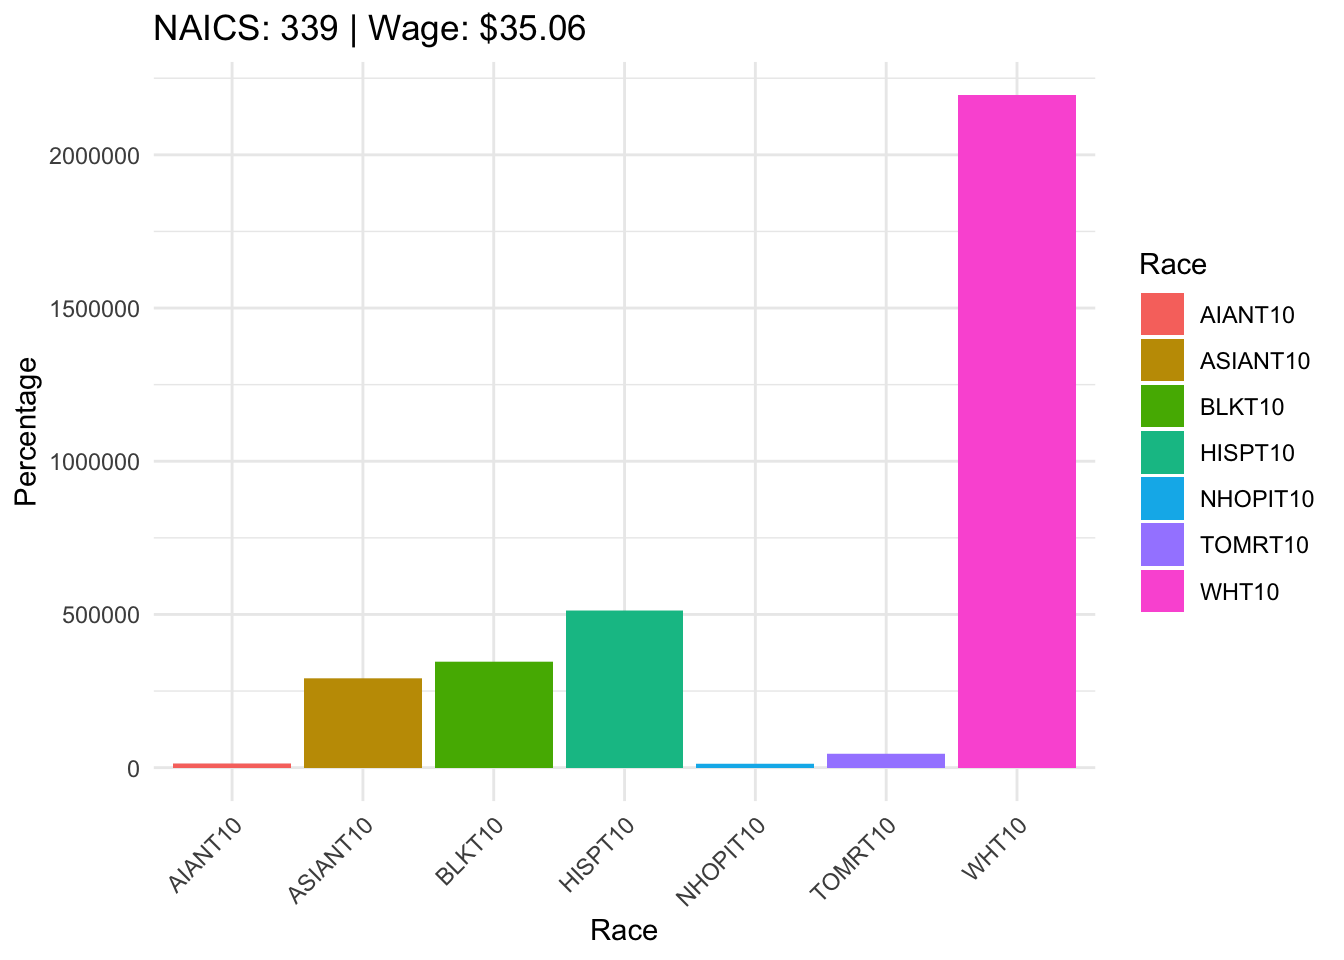 NAICS: 339 | Wage: $35.06
Percentage
2000000
1500000
1000000
500000
0
AIANT10
ASIANT10
BLKT10
HISPT10
NHOPIT10
TOMRT10
WHT10
Race
Race
AIANT10
ASIANT10
BLKT10
HISPT10
NHOPIT10
TOMRT10
WHT10